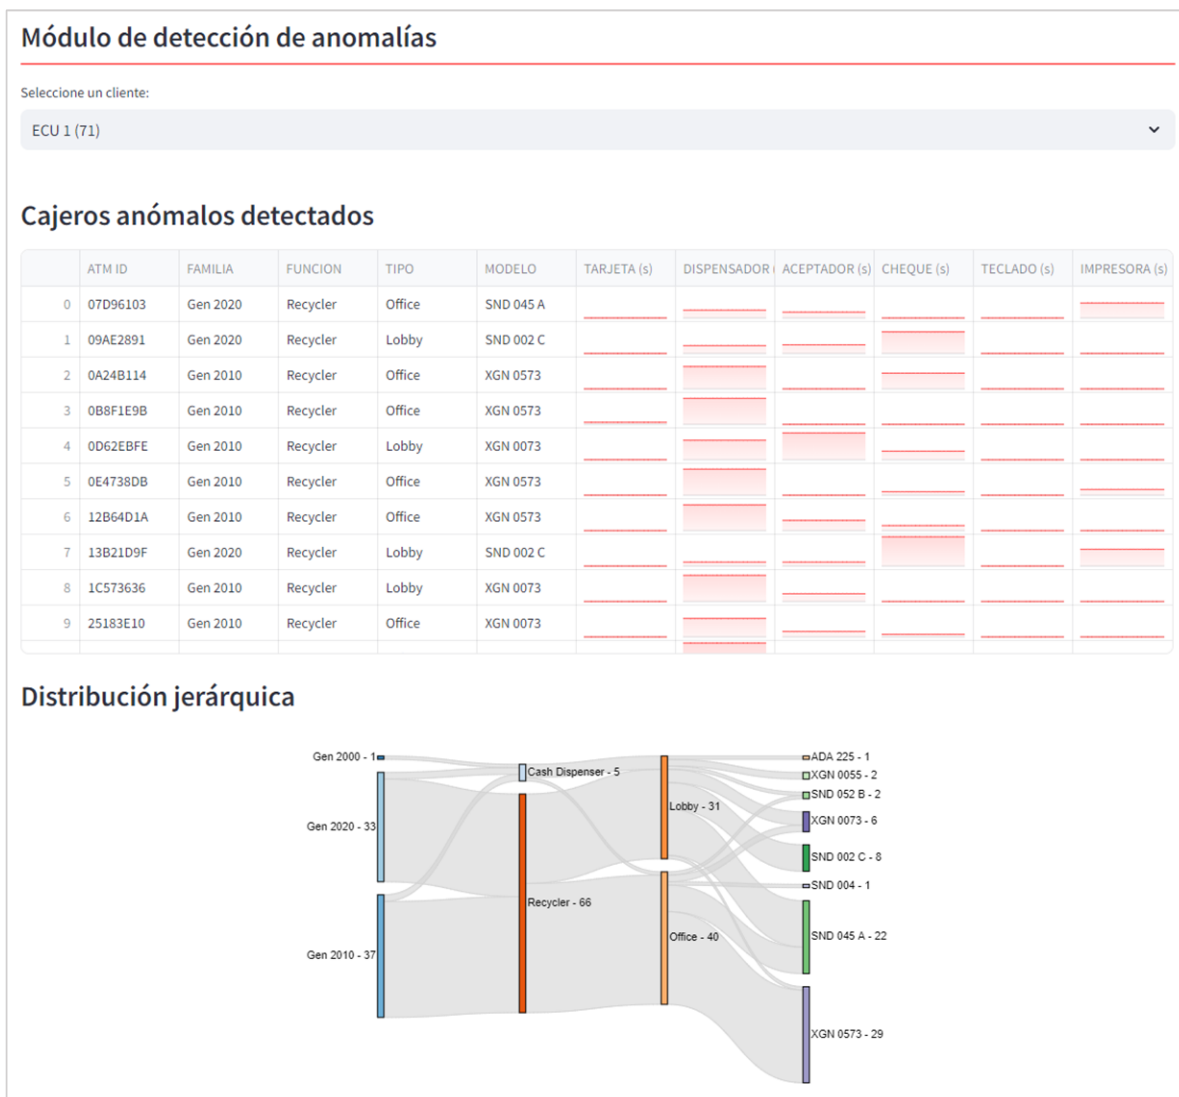 Módulo de detección de anomalías
Seleccione un cliente:
ECU 1 (71)
Cajeros anómalos detectados
ATM ID FAMILIA FUNCION TIPO MODELO TARJETA (s) DISPENSADOR ( ACEPTADOR (s) CHEQUE (s) TECLADO (s) IMPRESORA (s)
0 07D96103 Gen 2020 Recycler Office SND 045 A
1 09AE2891 Gen 2020 Recycler Lobby SND 002 C
2 0A24B114 Gen 2010 Recycler Office XGN 0573
3 0B8F1E9B Gen 2010 Recycler Office XGN 0573
4 0D62EBFE Gen 2010 Recycler Lobby XGN 0073
5 0E4738DB Gen 2010 Recycler Office XGN 0573
6 12B64D1A Gen 2010 Recycler Office XGN 0573
7 13B21D9F Gen 2020 Recycler Lobby SND 002 C
8 1C573636 Gen 2010 Recycler Lobby XGN 0073
9 25183E10 Gen 2010 Recycler Office XGN 0073
Distribución jerárquica
Gen 2000 - 1
Gen 2020 - 33
Gen 2010 - 37
Cash Dispenser - 5
Recycler - 66
Lobby - 31
Office - 40
ADA 225 - 1
XGN 0055 - 2
SND 052 B - 2
XGN 0073 - 6
SND 002 C - 8
SND 004 - 1
SND 045 A - 22
XGN 0573 - 29